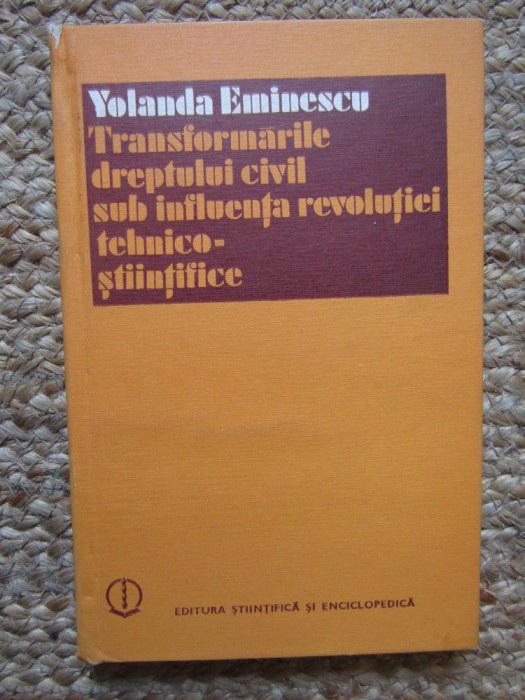 Yolanda Eminescu
Transformările
dreptului civil
sub influența revoluției
tehnico-
științifice
EDITURA ȘTIINȚIFICĂ ȘI ENCICLOPEDICĂ